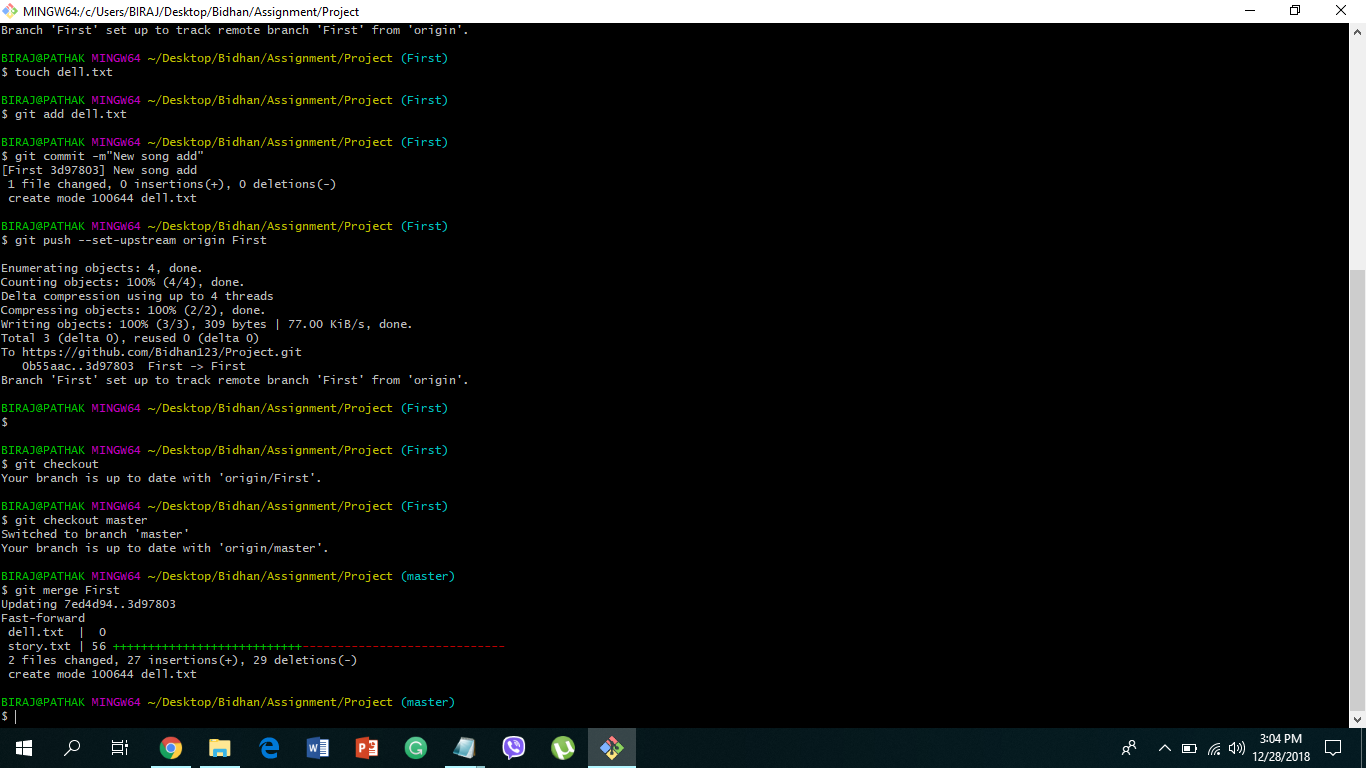 MINGW64:/c/Users/BIRAJ/Desktop/Bidhan/Assignment/Project
Branch 'First' set up to track remote branch 'First' from 'origin'.
BIRAJ@PATHAK MINGW64 ~/Desktop/Bidhan/Assignment/Project (First)
$ touch dell.txt
BIRAJ@PATHAK MINGW64 ~/Desktop/Bidhan/Assignment/Project (First)
$ git add dell.txt
BIRAJ@PATHAK MINGW64 ~/Desktop/Bidhan/Assignment/Project (First)
$ git commit -m"New song add"
[First 3d97803] New song add
 1 file changed, 0 insertions(+), 0 deletions(-)
 create mode 100644 dell.txt
BIRAJ@PATHAK MINGW64 ~/Desktop/Bidhan/Assignment/Project (First)
$ git push --set-upstream origin First
Enumerating objects: 4, done.
Counting objects: 100% (4/4), done.
Delta compression using up to 4 threads
Compressing objects: 100% (2/2), done.
Writing objects: 100% (3/3), 309 bytes | 77.00 KiB/s, done.
Total 3 (delta 0), reused 0 (delta 0)
To https://github.com/Bidhan123/Project.git
   0b55aac..3d97803  First -> First
Branch 'First' set up to track remote branch 'First' from 'origin'.
BIRAJ@PATHAK MINGW64 ~/Desktop/Bidhan/Assignment/Project (First)
$
BIRAJ@PATHAK MINGW64 ~/Desktop/Bidhan/Assignment/Project (First)
$ git checkout
Your branch is up to date with 'origin/First'.
BIRAJ@PATHAK MINGW64 ~/Desktop/Bidhan/Assignment/Project (First)
$ git checkout master
Switched to branch 'master'
Your branch is up to date with 'origin/master'.
BIRAJ@PATHAK MINGW64 ~/Desktop/Bidhan/Assignment/Project (master)
$ git merge First
Updating 7ed4d94..3d97803
Fast-forward
 dell.txt  |  0
 story.txt | 56 +++++++++++++++++++++++++++-----------------------------
 2 files changed, 27 insertions(+), 29 deletions(-)
 create mode 100644 dell.txt
BIRAJ@PATHAK MINGW64 ~/Desktop/Bidhan/Assignment/Project (master)
$
3:04 PM
12/28/2018